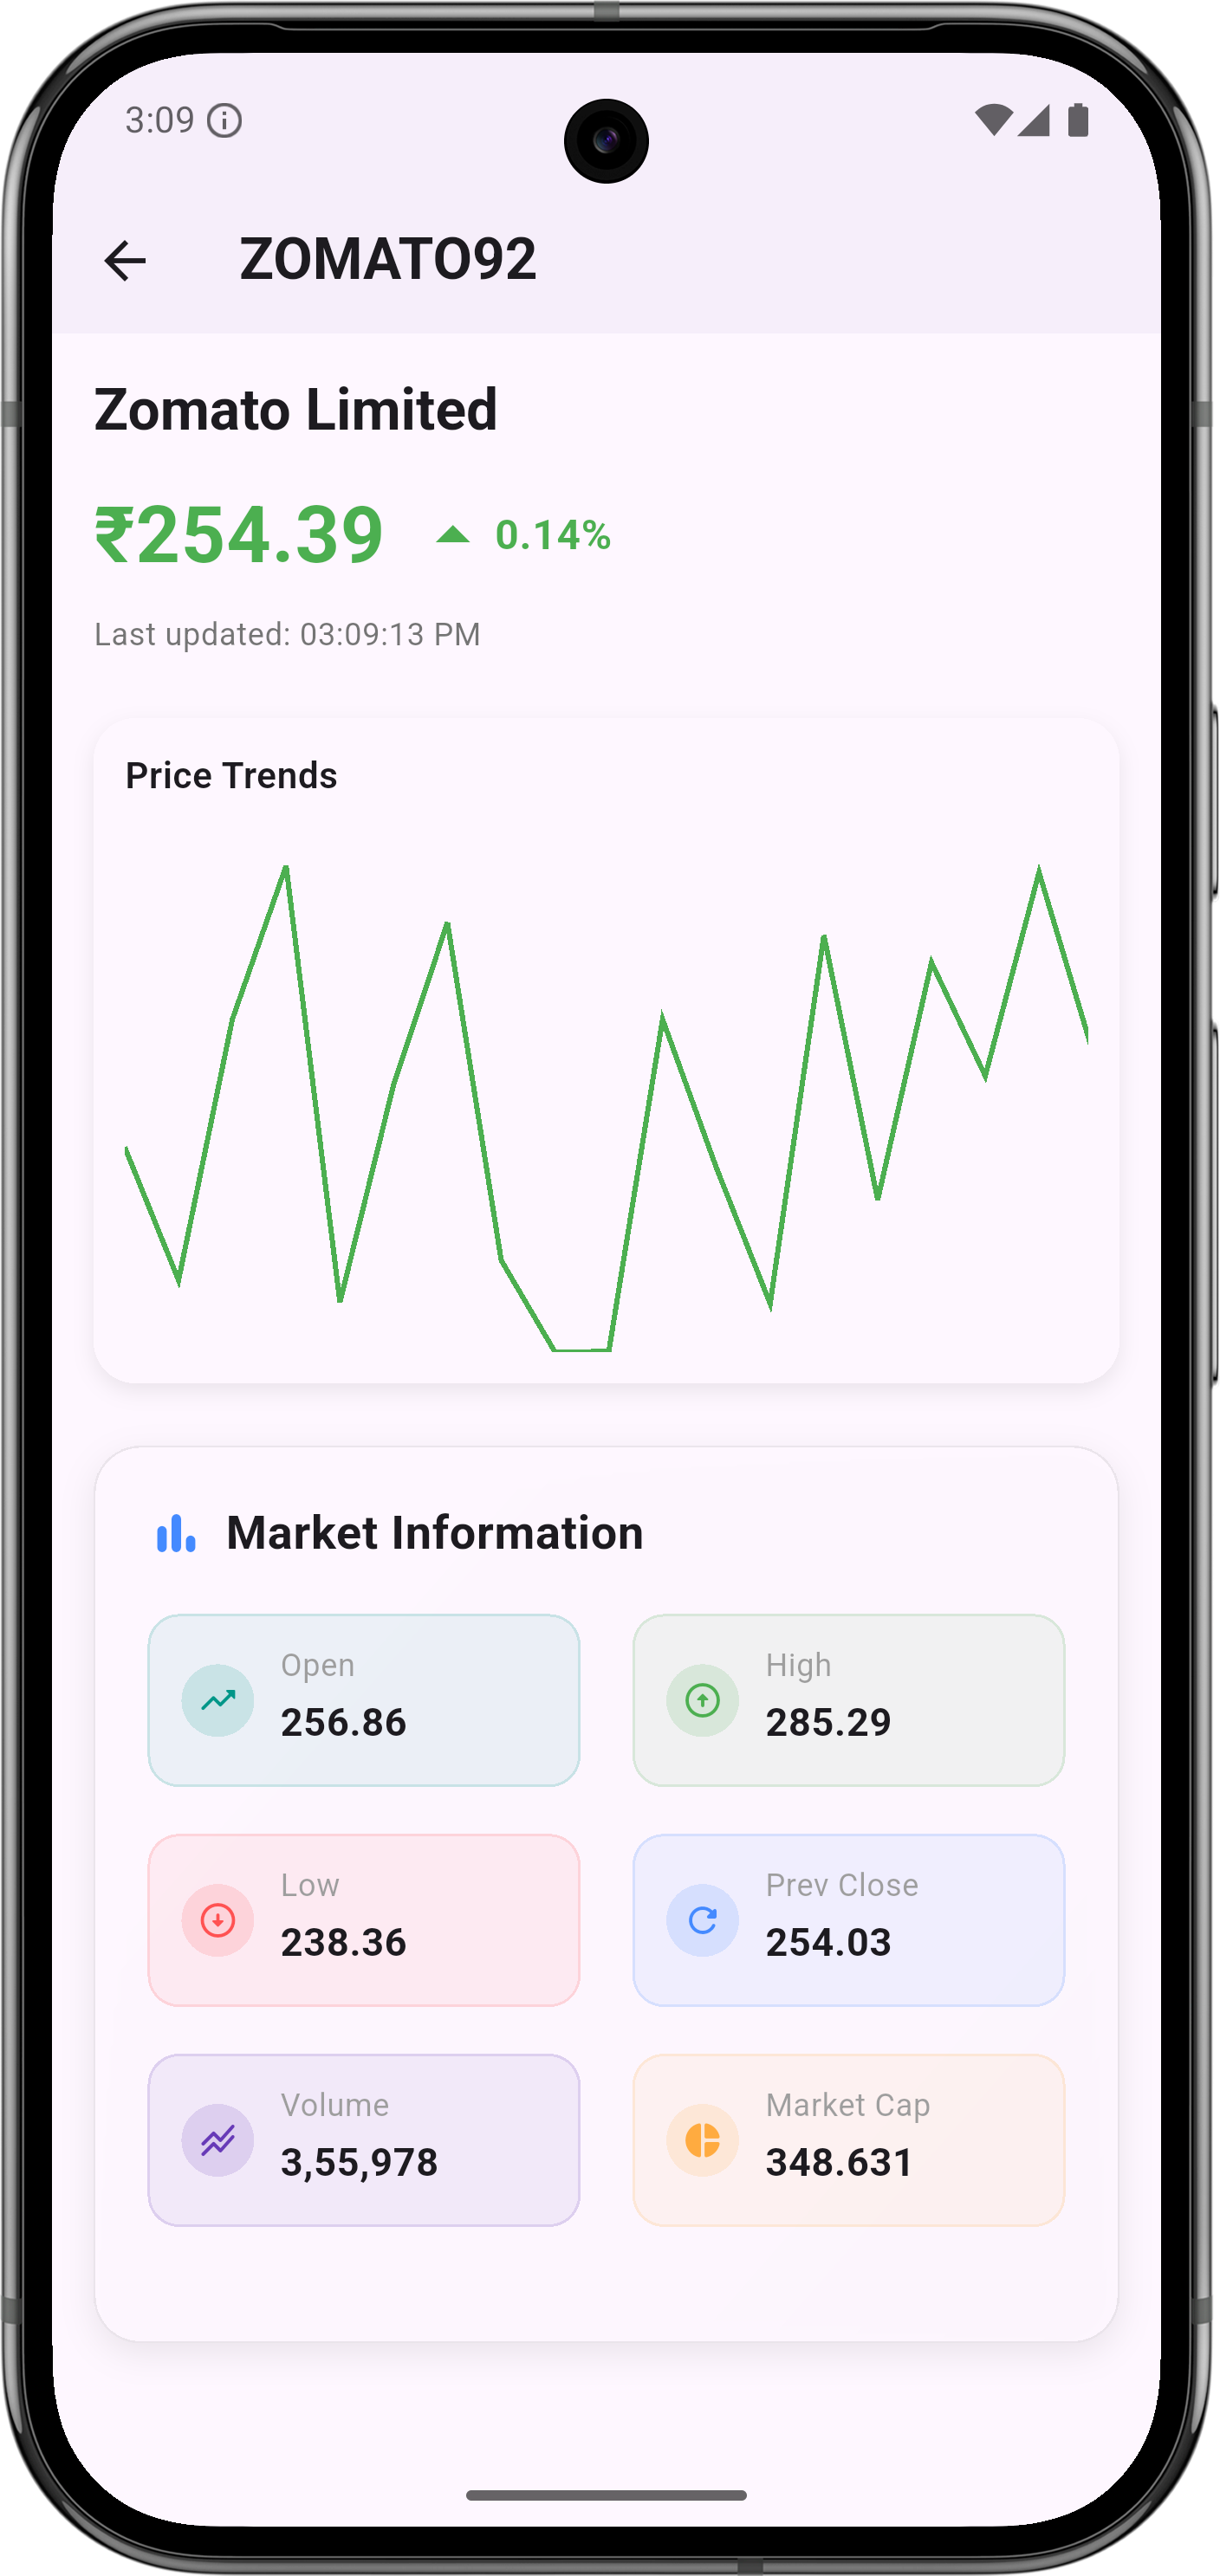 3:09
ZOMATO92
Zomato Limited
₹254.39 0.14%
Last updated: 03:09:13 PM
Price Trends
Market Information
Open
256.86
High
285.29
Low
238.36
Prev Close
254.03
Volume
3,55,978
Market Cap
348.631